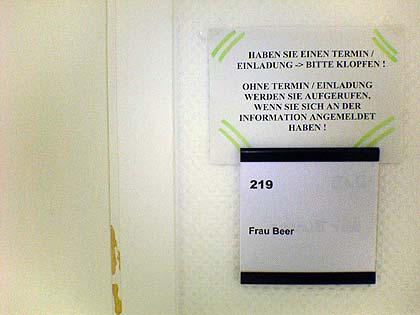 HABEN SIE EINEN TERMIN /
EINLADUNG -> BITTE KLOPFEN !
OHNE TERMIN / EINLADUNG
WERDEN SIE AUFGERUFEN,
WENN SIE SICH AN DER
INFORMATION ANGEMELDET
HABEN !
219
Frau Beer